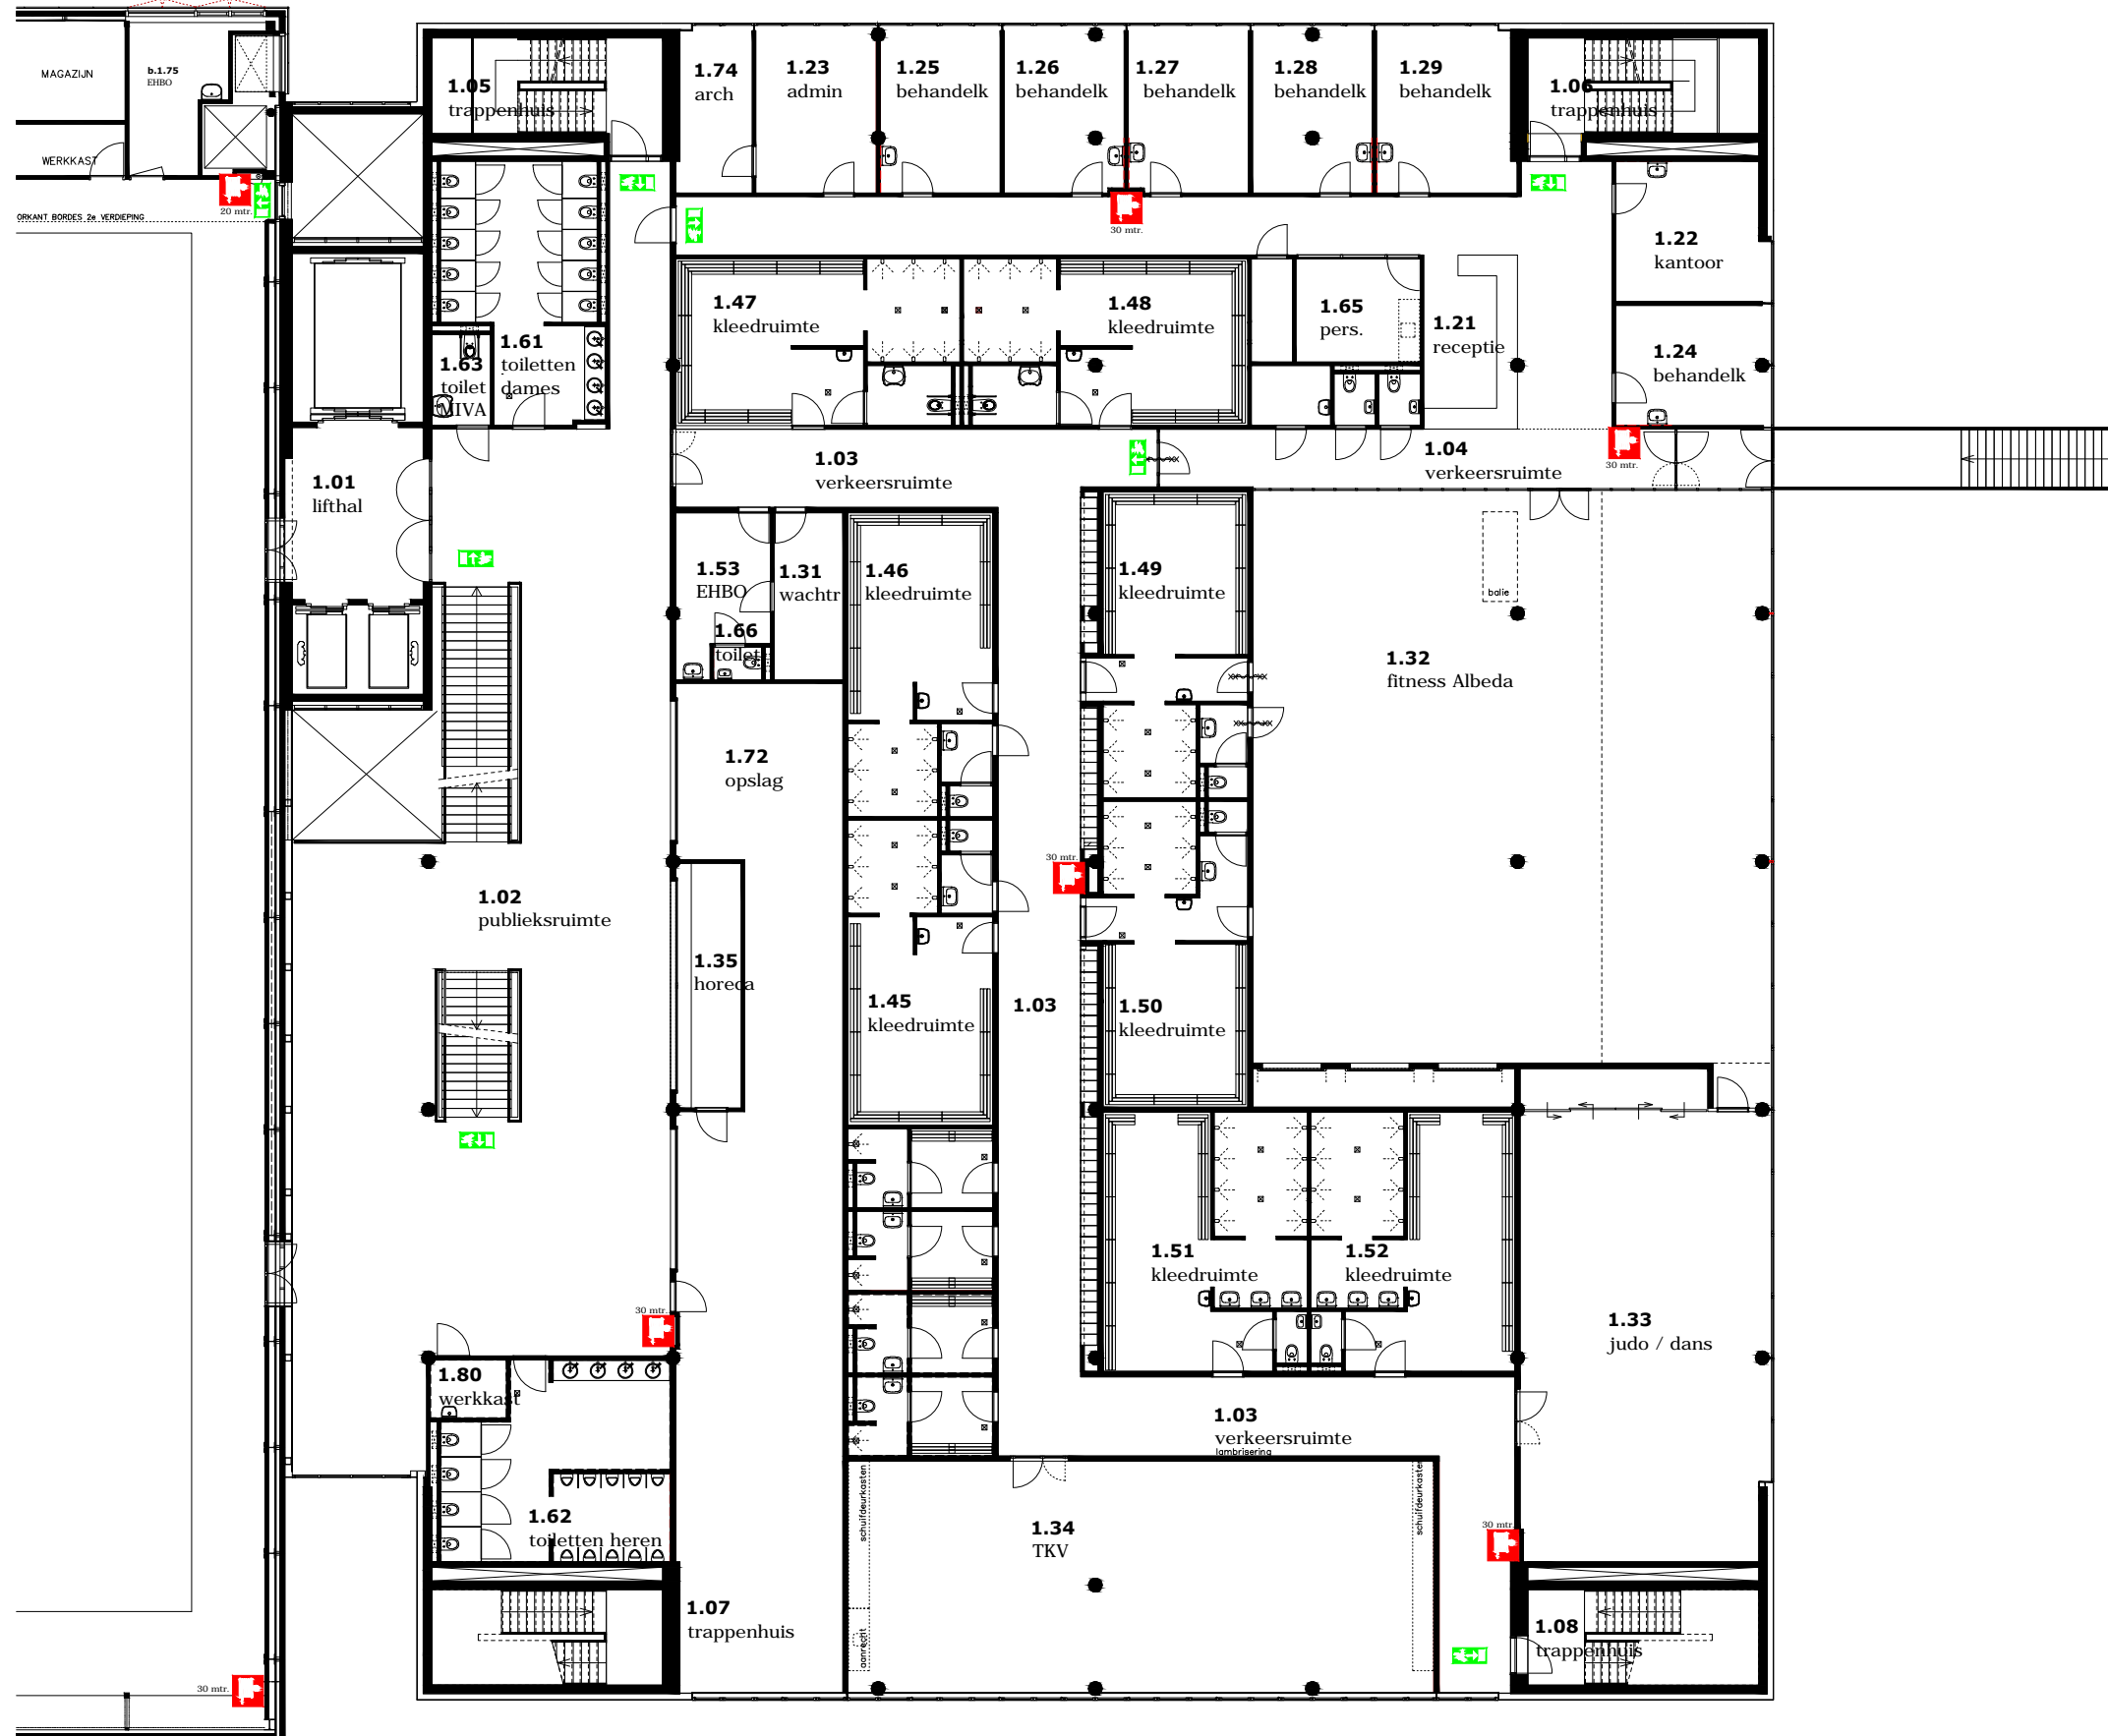 MAGAZIJN
b.1.75
EHBO
WERKKAST
20 mtr.
ORKANT BORDES 2e VERDIEPING
1.05
trappenhuis
1.74
arch
1.23
admin
1.25
behandelk
1.26
behandelk
1.27
behandelk
1.28
behandelk
1.29
behandelk
1.06
trappenhuis
30 mtr.
1.22
kantoor
1.24
behandelk
1.47
kleedruimte
1.48
kleedruimte
1.65
pers.
1.21
receptie
1.61
toiletten
dames
1.63
toilet
MIVA
1.01
lifthal
1.03
verkeersruimte
1.04
verkeersruimte
30 mtr.
1.53
EHBO
1.31
wachtr
1.66
toilet
1.46
kleedruimte
1.49
kleedruimte
balie
1.32
fitness Albeda
1.72
opslag
30 mtr.
1.02
publieksruimte
1.35
horeca
1.45
kleedruimte
1.03
1.50
kleedruimte
1.51
kleedruimte
1.52
kleedruimte
30 mtr.
1.33
judo / dans
1.80
werkkast
1.03
verkeersruimte
lambrisering
schuifdeurkasten
schuifdeurkasten
1.62
toiletten heren
1.34
TKV
30 mtr.
1.07
trappenhuis
aanrecht
1.08
trappenhuis
30 mtr.